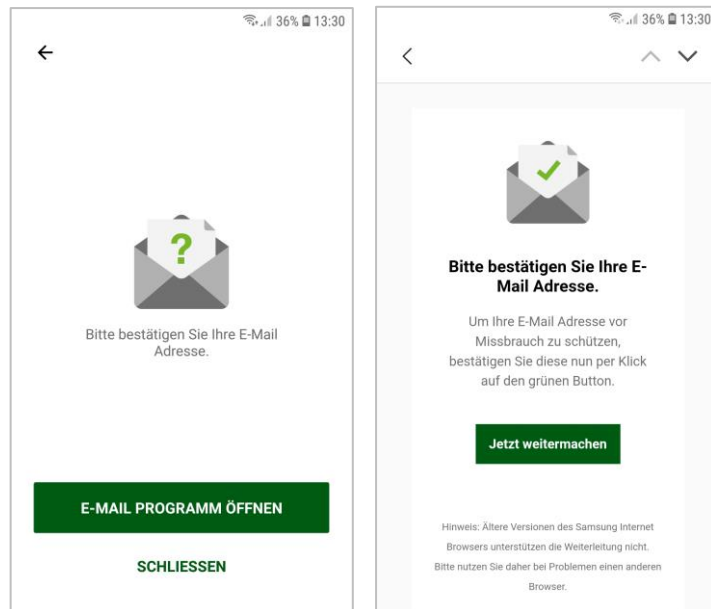 36% 13:30
?
Bitte bestätigen Sie Ihre E-Mail
Adresse.
E-MAIL PROGRAMM ÖFFNEN
SCHLIESSEN
36% 13:30
Bitte bestätigen Sie Ihre E-
Mail Adresse.
Um Ihre E-Mail Adresse vor
Missbrauch zu schützen,
bestätigen Sie diese nun per Klick
auf den grünen Button.
Jetzt weitermachen
Hinweis: Ältere Versionen des Samsung Internet
Browsers unterstützen die Weiterleitung nicht.
Bitte nutzen Sie daher bei Problemen einen anderen
Browser.